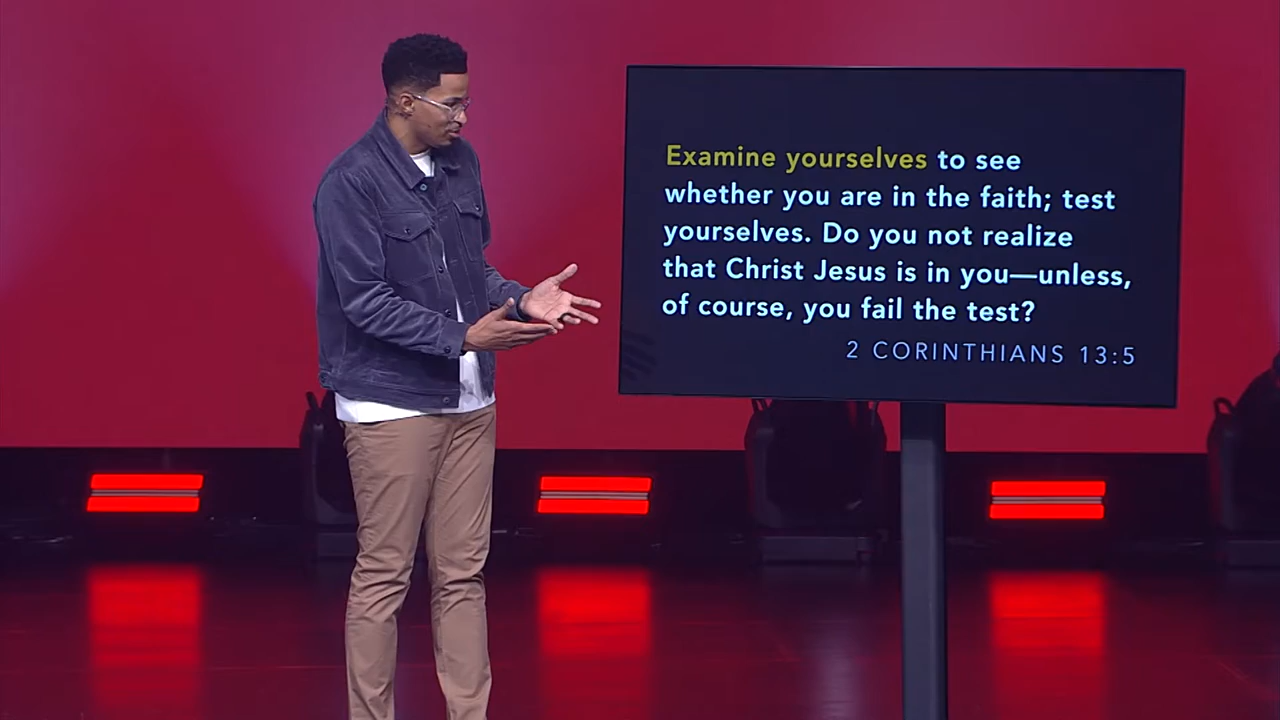 Examine yourselves to see
whether you are in the faith; test
yourselves. Do you not realize
that Christ Jesus is in you—unless,
of course, you fail the test?
2 CORINTHIANS 13:5